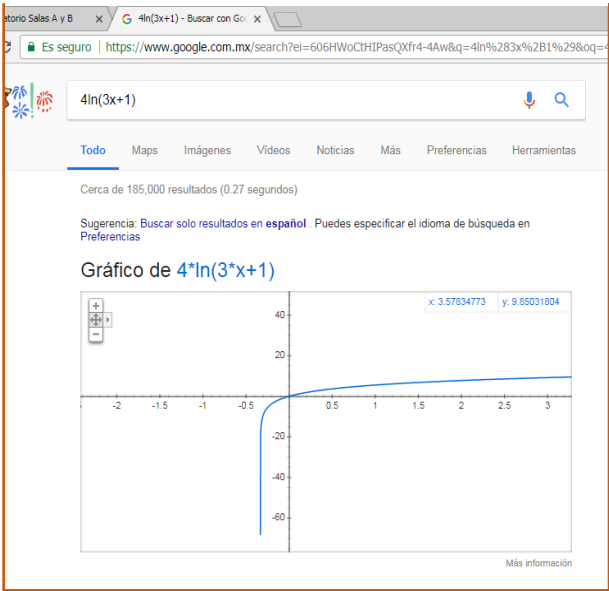 atorio Salas A y B
4ln(3x+1) - Buscar con Goo
Es seguro | https://www.google.com.mx/search?ei=606HWoCtHIPasQXfr4-4Aw&q=4ln%283x%2B1%29&oq=4
4ln(3x+1)
Todo Maps Imágenes Vídeos Noticias Más Preferencias Herramientas
Cerca de 185,000 resultados (0.27 segundos)
Sugerencia: Buscar solo resultados en español . Puedes especificar el idioma de búsqueda en
Preferencias
Gráfico de 4*ln(3*x+1)
x: 3.57834773 y: 9.85031804
40
20
-2 -1.5 -1 -0.5 0.5 1 1.5 2 2.5 3
-20
-40
-60
Más información